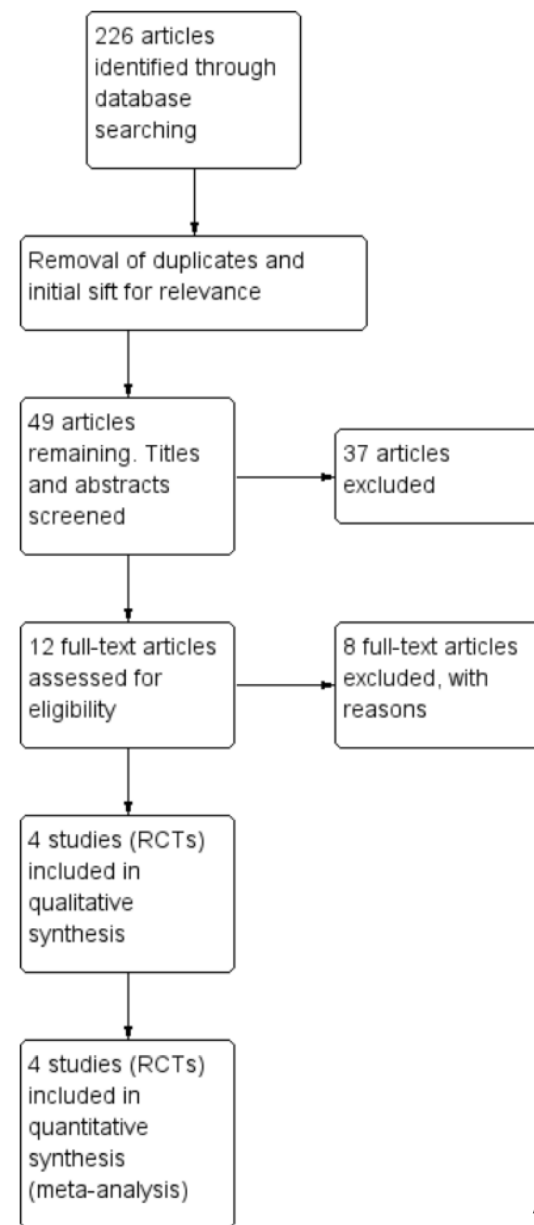 226 articles
identified through
database
searching
Removal of duplicates and
initial sift for relevance
49 articles
remaining. Titles
and abstracts
screened
37 articles
excluded
12 full-text articles
assessed for
eligibility
8 full-text articles
excluded, with
reasons
4 studies (RCTs)
included in
qualitative
synthesis
4 studies (RCTs)
included in
quantitative
synthesis
(meta-analysis)